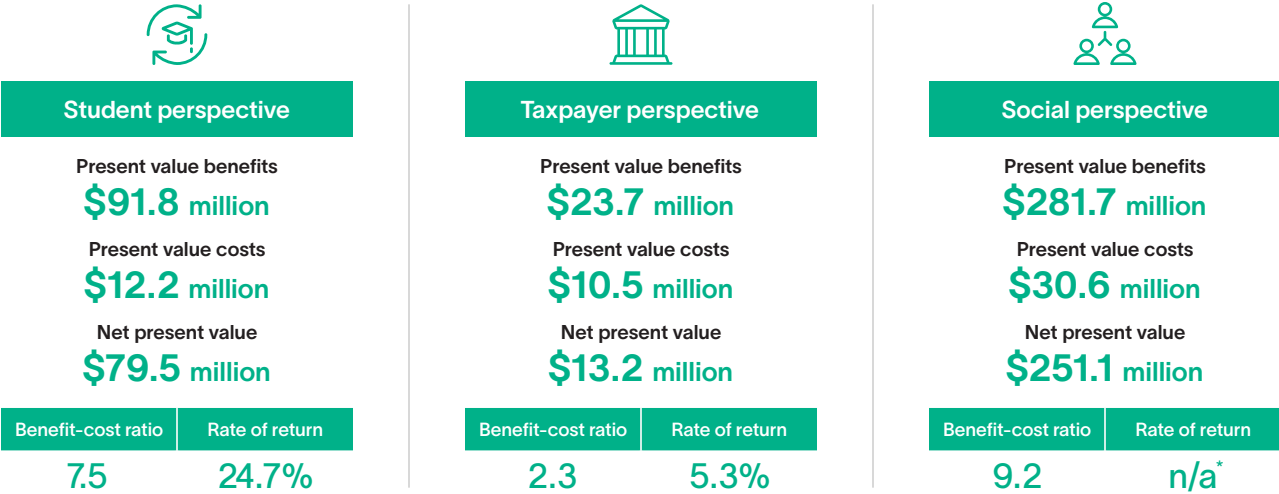 Student perspective
Present value benefits
$91.8 million
Present value costs
$12.2 million
Net present value
$79.5 million
Benefit-cost ratio
Rate of return
7.5
24.7%
Taxpayer perspective
Present value benefits
$23.7 million
Present value costs
$10.5 million
Net present value
$13.2 million
Benefit-cost ratio
Rate of return
2.3
5.3%
Social perspective
Present value benefits
$281.7 million
Present value costs
$30.6 million
Net present value
$251.1 million
Benefit-cost ratio
Rate of return
9.2
n/a*